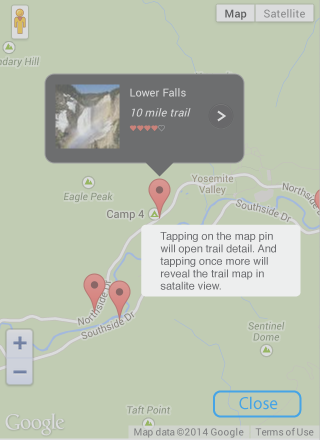 Map Satellite
ndary Hill
Lower Falls
10 mile trail
Yosemite
Valley
Northside
Eagle Peak
Camp 4
Southside Dr
Tapping on the map pin
will open trail detail. And
tapping once more will
reveal the trail map in
satalite view.
Northside Dr
Southside Dr
Sentinel
Dome
Close
Taft Point
Google
Map data ©2014 Google Terms of Use